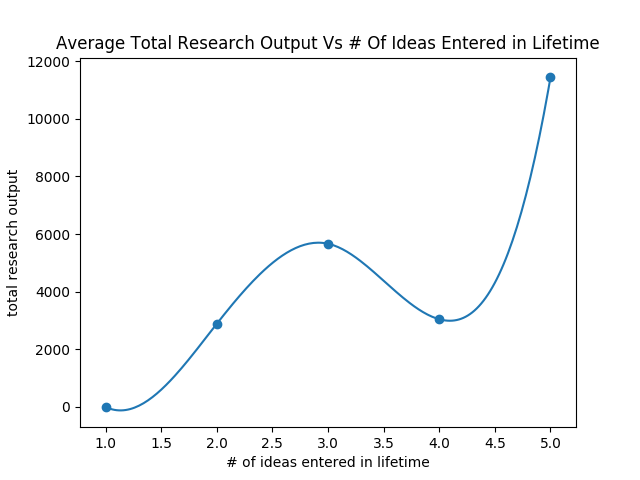 Average Total Research Output Vs # Of Ideas Entered in Lifetime
12000
10000
8000
6000
4000
2000
0
total research output
1.0 1.5 2.0 2.5 3.0 3.5 4.0 4.5 5.0
# of ideas entered in lifetime